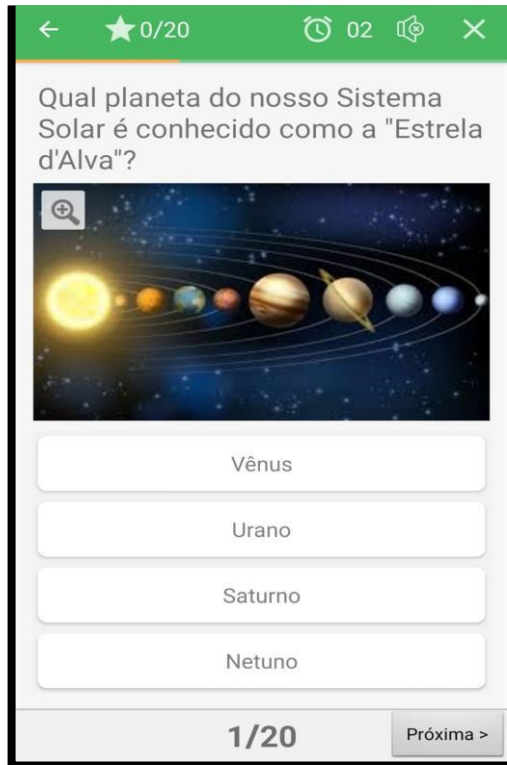 0/20 02
Qual planeta do nosso Sistema
Solar é conhecido como a "Estrela
d'Alva"?
Vênus
Urano
Saturno
Netuno
1/20 Próxima >